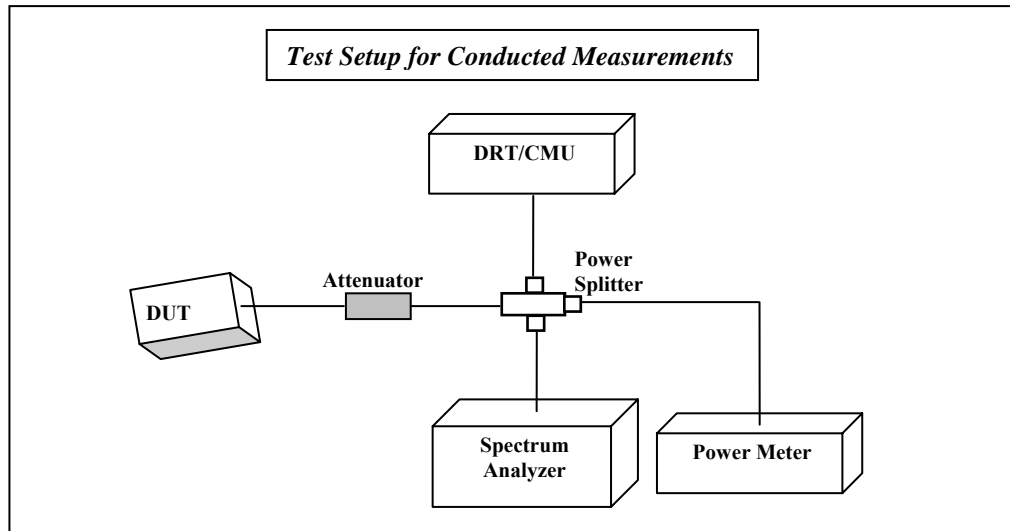 Test Setup for Conducted Measurements
DRT/CMU
Power
Splitter
Attenuator
DUT
Spectrum
Analyzer
Power Meter